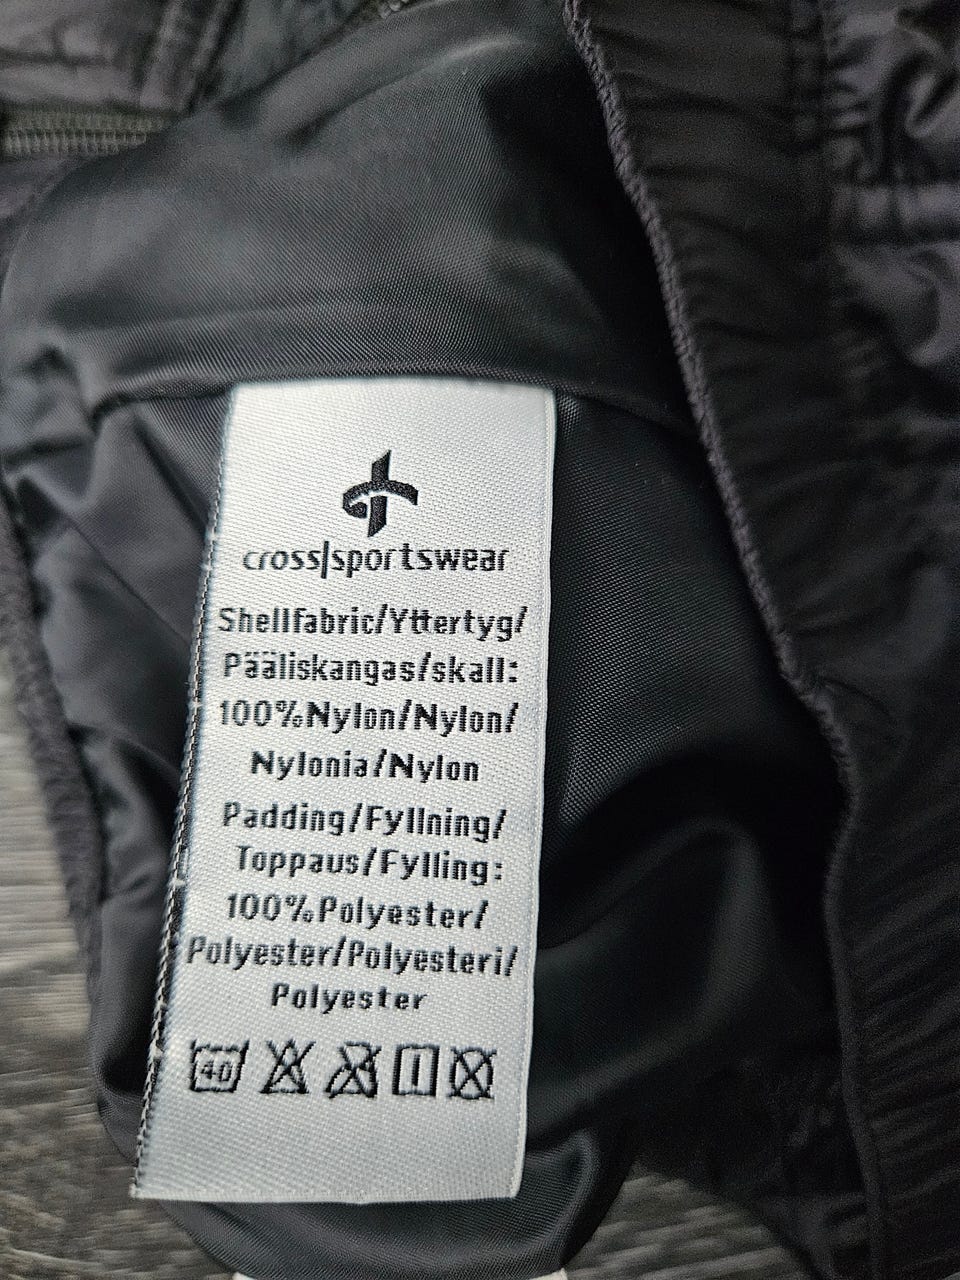 cross|sportswear
Shellfabric/Yttertyg/
Pääliskangas/skall:
100%Nylon/Nylon/
Nylonia/Nylon
Padding/Fyllning/
Toppaus/Fylling:
100%Polyester/
Polyester/Polyesteri/
Polyester
40